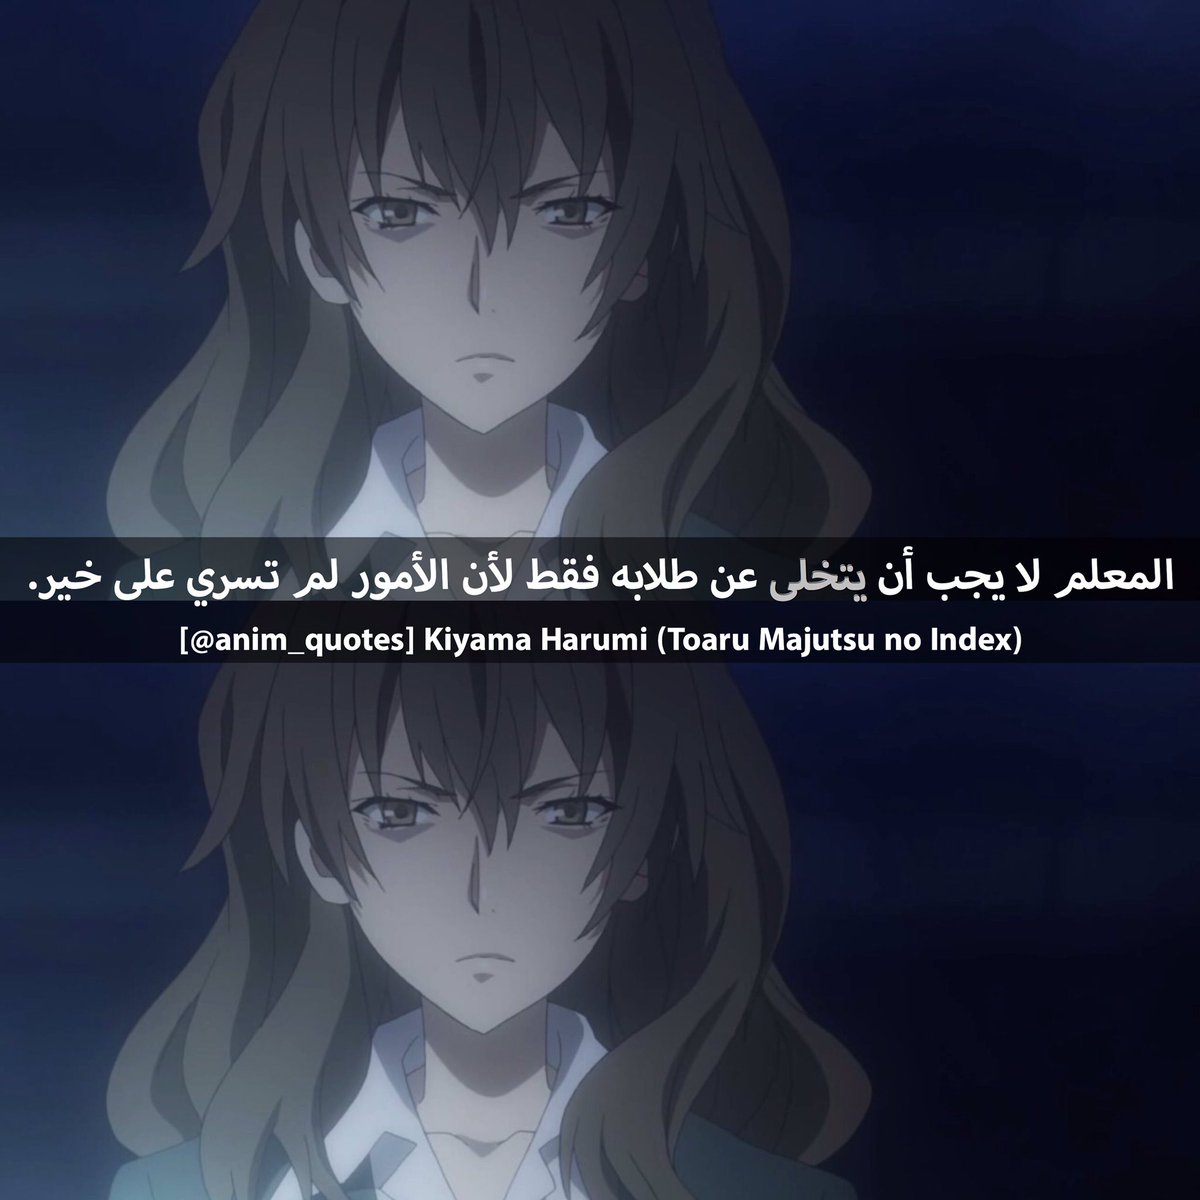 المعلم لا يجب أن يتخلى عن طلابه فقط لأن الأمور لم تسري على خير.
[@anim_quotes] Kiyama Harumi (Toaru Majutsu no Index)